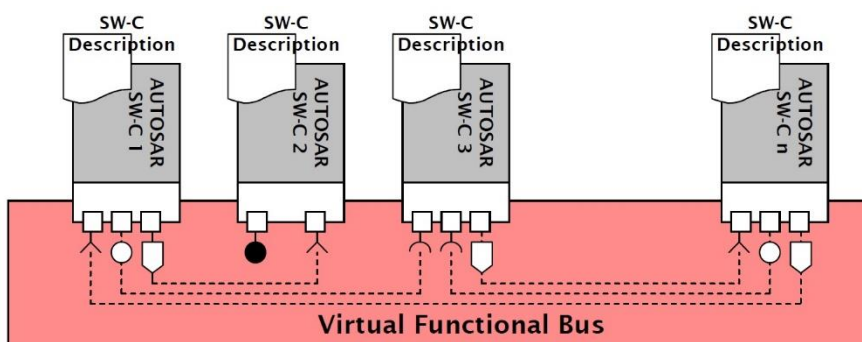 SW-C
Description
AUTOSAR
SW-C 1
SW-C
Description
AUTOSAR
SW-C 2
SW-C
Description
AUTOSAR
SW-C 3
SW-C
Description
AUTOSAR
SW-C n
Virtual Functional Bus